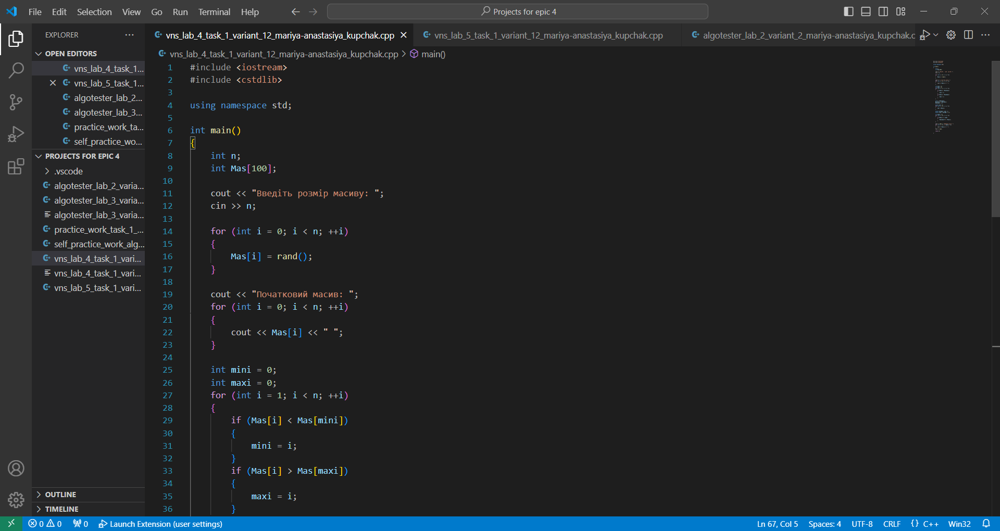 File Edit Selection View Go Run Terminal Help
Projects for epic 4
EXPLORER
OPEN EDITORS
vns_lab_4_task_1...
vns_lab_5_task_1...
algotester_lab_2...
algotester_lab_3...
practice_work_ta...
self_practice_wo...
PROJECTS FOR EPIC 4
.vscode
algotester_lab_2_varia...
algotester_lab_3_varia...
algotester_lab_3_varia...
practice_work_task_1_...
self_practice_work_alg...
vns_lab_4_task_1_vari...
vns_lab_4_task_1_vari...
vns_lab_5_task_1_vari...
OUTLINE
TIMELINE
vns_lab_4_task_1_variant_12_mariya-anastasiya_kupchak.cpp
vns_lab_5_task_1_variant_12_mariya-anastasiya_kupchak.cpp
algotester_lab_2_variant_2_mariya-anastasiya_kupchak.c
vns_lab_4_task_1_variant_12_mariya-anastasiya_kupchak.cpp > main()
1 #include <iostream>
2 #include <cstdlib>
3
4 using namespace std;
5
6 int main()
7 {
8 int n;
9 int Mas[100];
10
11 cout << "Введіть розмір масиву: ";
12 cin >> n;
13
14 for (int i = 0; i < n; ++i)
15 {
16 Mas[i] = rand();
17 }
18
19 cout << "Початковий масив: ";
20 for (int i = 0; i < n; ++i)
21 {
22 cout << Mas[i] << " ";
23 }
24
25 int mini = 0;
26 int maxi = 0;
27 for (int i = 1; i < n; ++i)
28 {
29 if (Mas[i] < Mas[mini])
30 {
31 mini = i;
32 }
33 if (Mas[i] > Mas[maxi])
34 {
35 maxi = i;
36 }
0 0 0 Launch Extension (user settings)
Ln 67, Col 5 Spaces: 4 UTF-8 CRLF {} C++ Win32